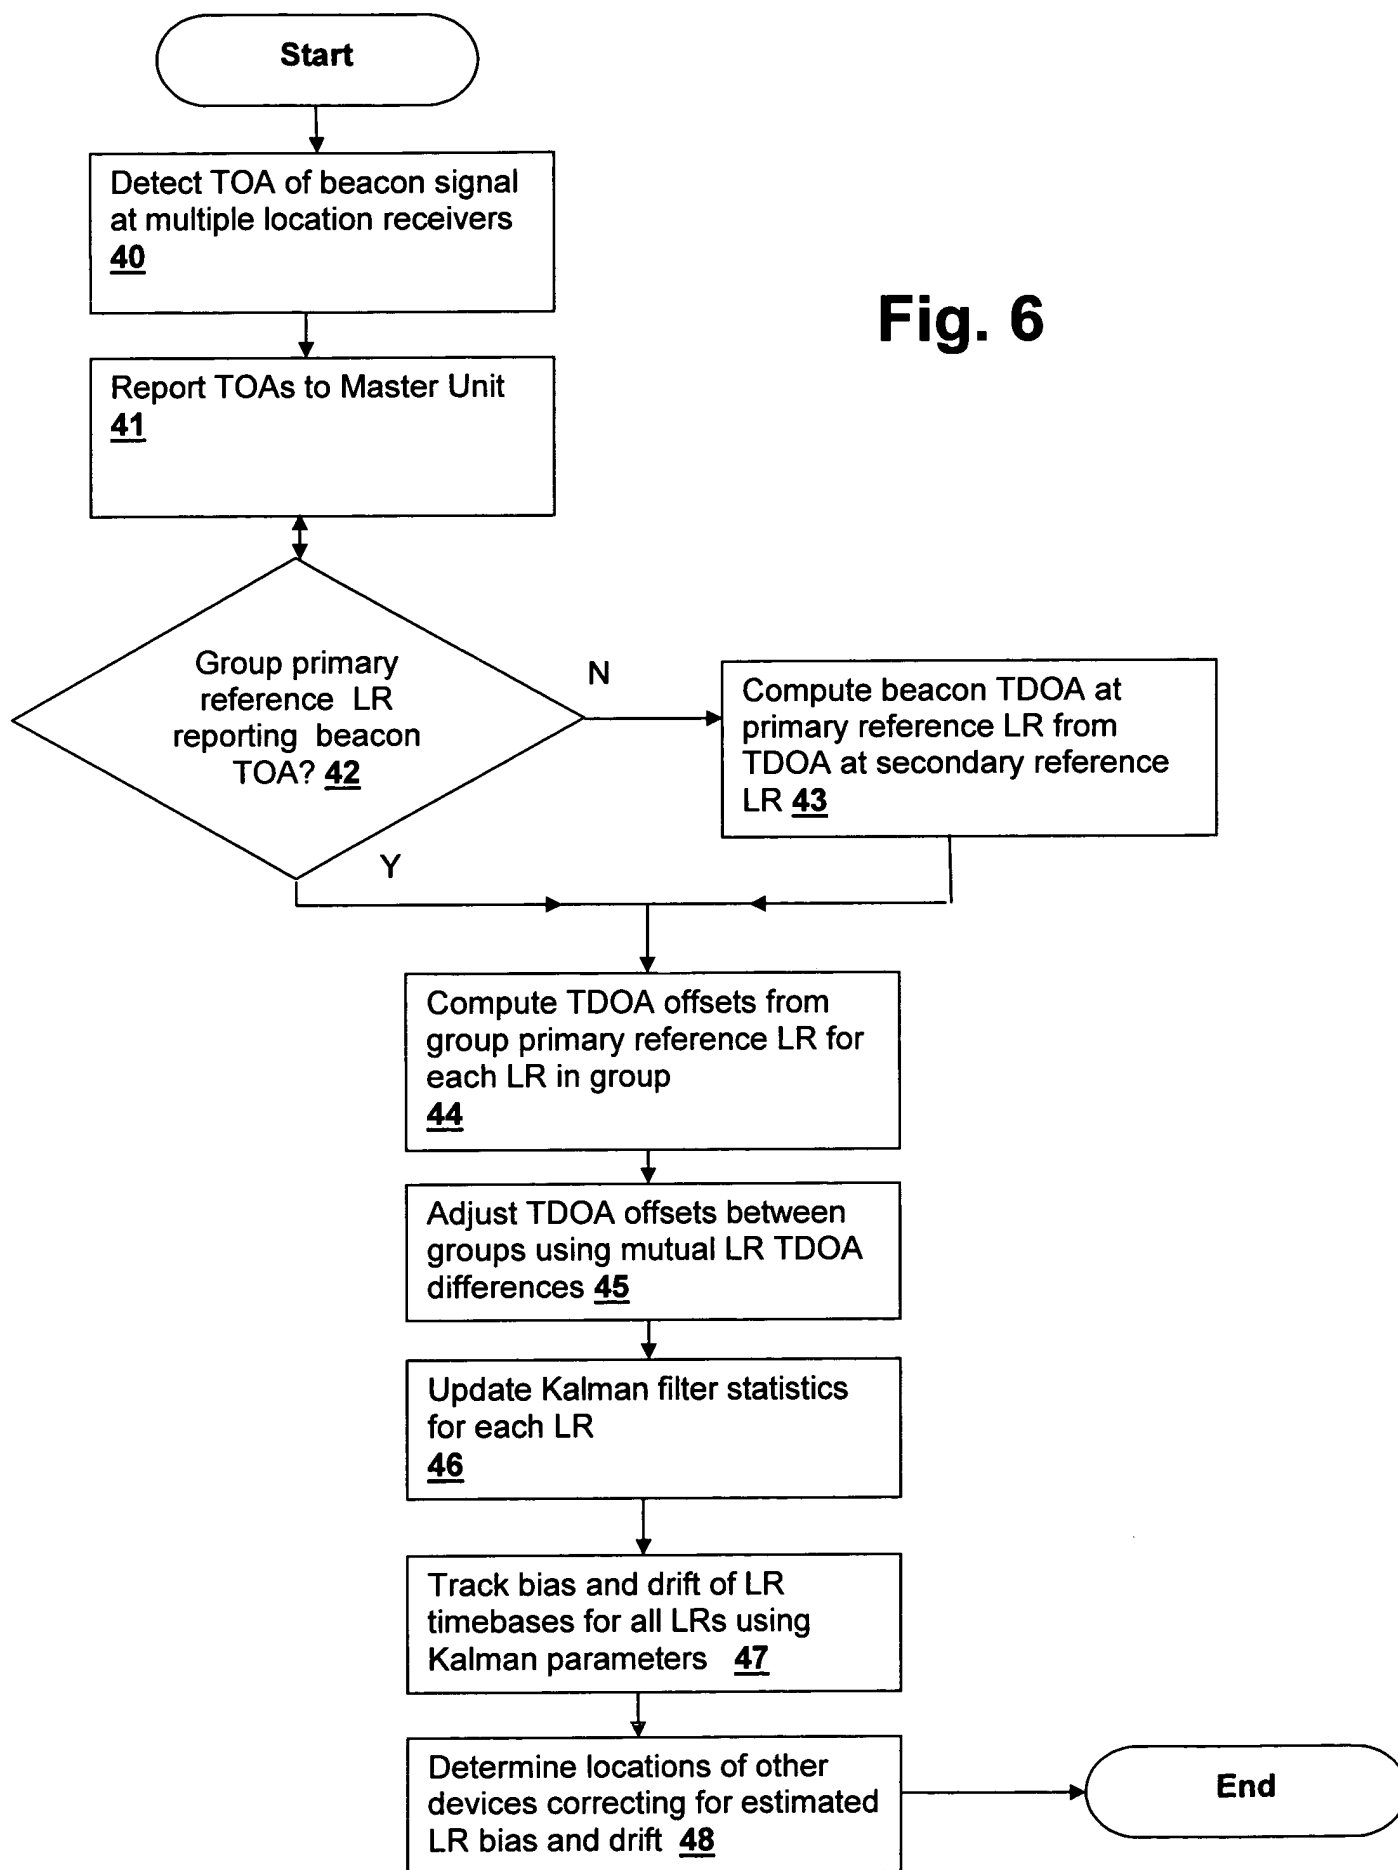 Start
Detect TOA of beacon signal
at multiple location receivers
40
Fig. 6
Report TOAs to Master Unit
41
Group primary
reference LR
reporting beacon
TOA? 42
N
Compute beacon TDOA at
primary reference LR from
TDOA at secondary reference
LR 43
Y
Compute TDOA offsets from
group primary reference LR for
each LR in group
44
Adjust TDOA offsets between
groups using mutual LR TDOA
differences 45
Update Kalman filter statistics
for each LR
46
Track bias and drift of LR
timebases for all LRs using
Kalman parameters 47
Determine locations of other
devices correcting for estimated
LR bias and drift 48
End